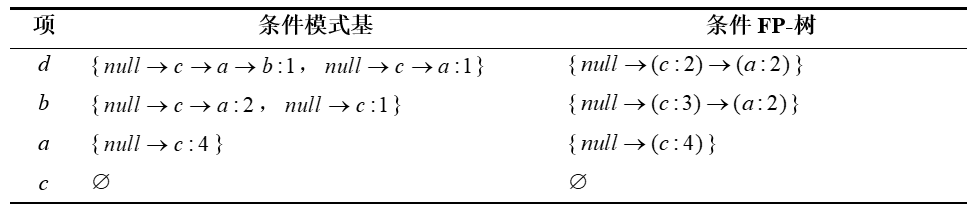 项 条件模式基 条件 FP-树
d {null→c→a→b:1， null→c→a:1} {null→(c:2)→(a:2)}
b {null→c→a:2， null→c:1} {null→(c:3)→(a:2)}
a {null→c:4} {null→(c:4)}
c ∅ ∅